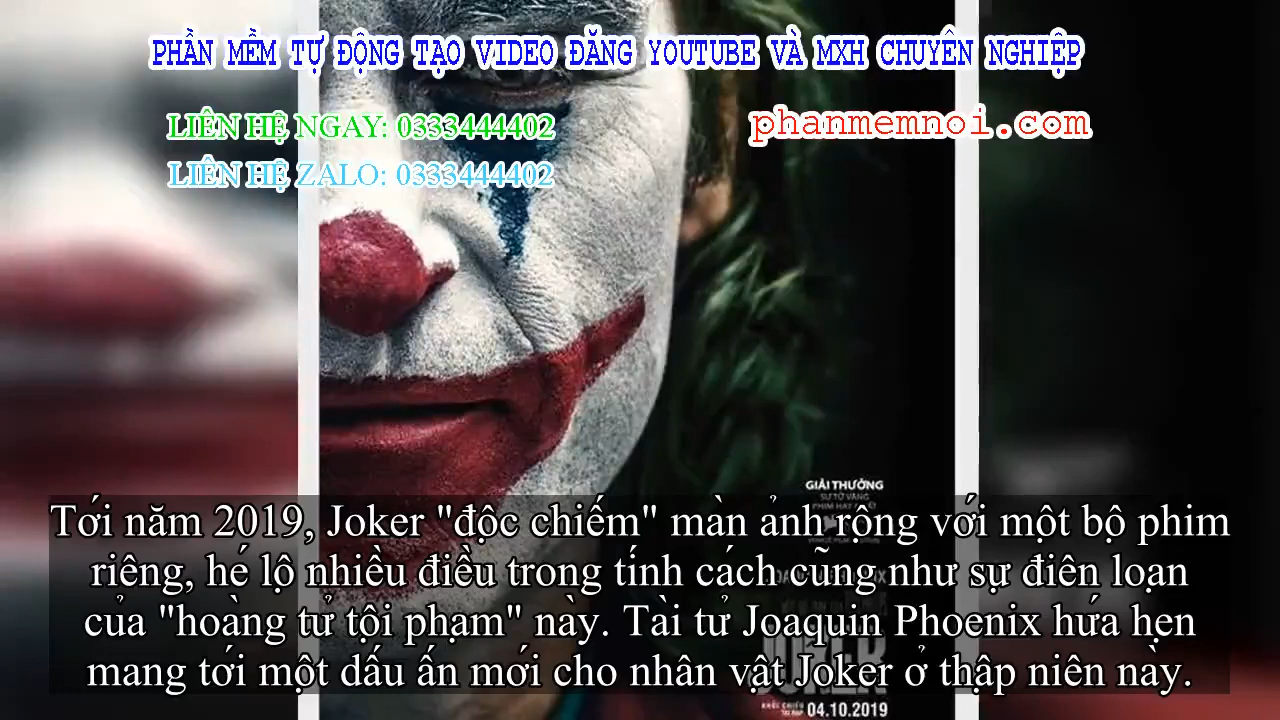 PHẦN MỀM TỰ ĐỘNG TẠO VIDEO ĐĂNG YOUTUBE VÀ MXH CHUYÊN NGHIỆP
LIÊN HỆ NGAY: 0333444402
phanmemnoi.com
LIÊN HỆ ZALO: 0333444402
GIẢI THƯỞNG
SƯ TỬ VÀNG
Tới năm 2019, Joker "độc chiếm" màn ảnh rộng với một bộ phim
riêng, hé lộ nhiều điều trong tính cách cũng như sự điên loạn
của "hoàng tử tội phạm" này. Tài tử Joaquin Phoenix hứa hẹn
mang tới một dấu ấn mới cho nhân vật Joker ở thập niên này.
JOKER
04.10.2019